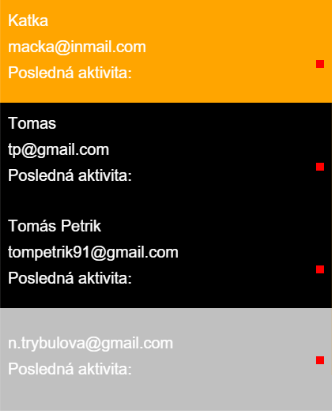 Katka
macka@inmail.com
Posledná aktivita:
Tomas
tp@gmail.com
Posledná aktivita:
Tomás Petrik
tompetrik91@gmail.com
Posledná aktivita:
n.trybulova@gmail.com
Posledná aktivita: